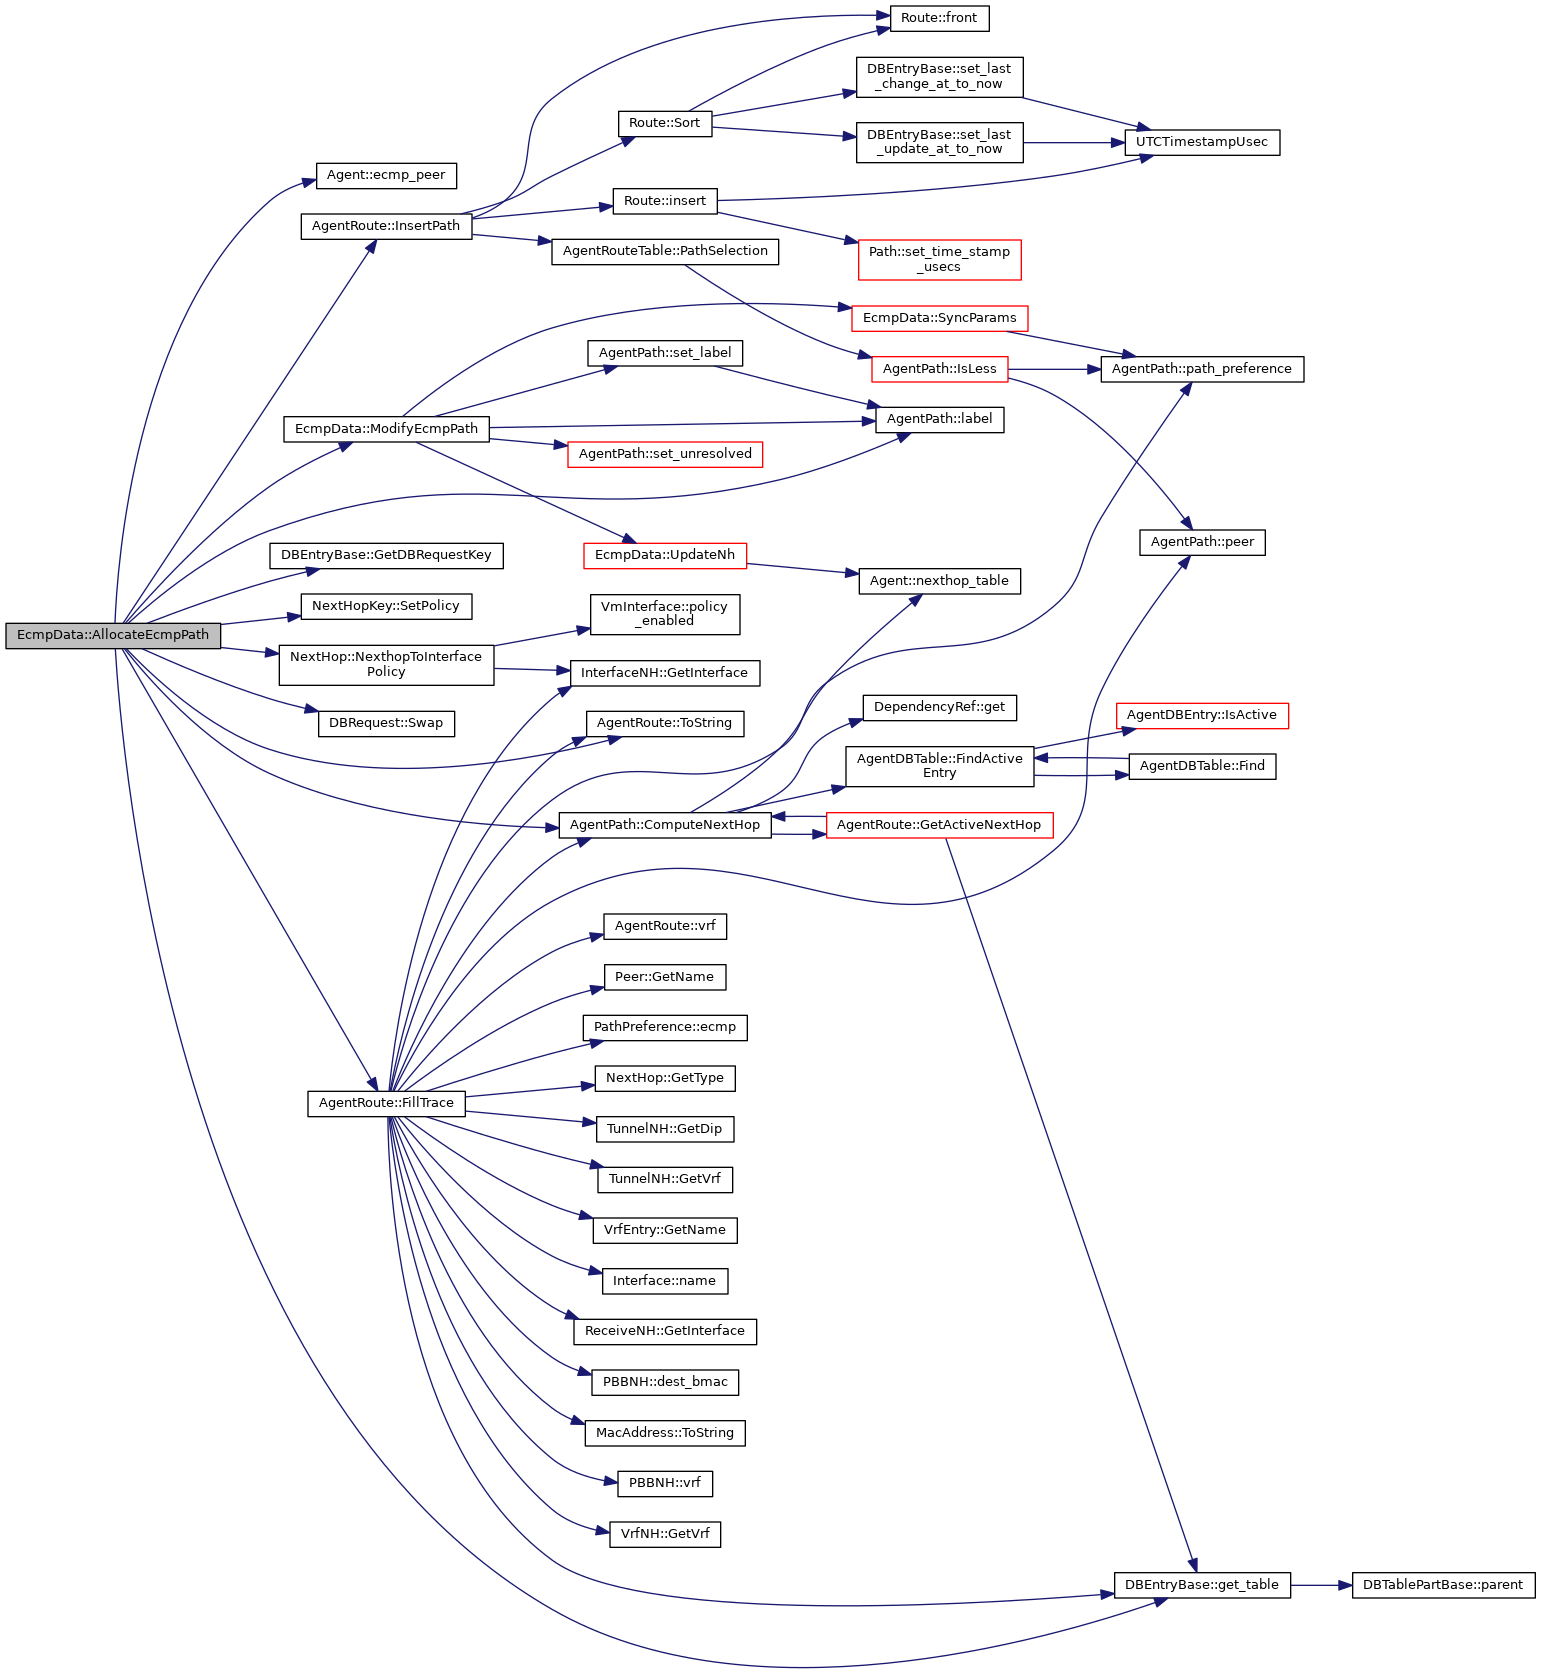 Route::front
DBEntryBase::set_last
_change_at_to_now
Route::Sort
DBEntryBase::set_last
_update_at_to_now
UTCTimestampUsec
Agent::ecmp_peer
Route::insert
AgentRoute::InsertPath
AgentRouteTable::PathSelection
Path::set_time_stamp
_usecs
EcmpData::SyncParams
AgentPath::set_label
AgentPath::IsLess
AgentPath::path_preference
AgentPath::label
EcmpData::ModifyEcmpPath
AgentPath::set_unresolved
AgentPath::peer
DBEntryBase::GetDBRequestKey
EcmpData::UpdateNh
Agent::nexthop_table
NextHopKey::SetPolicy
VmInterface::policy
_enabled
EcmpData::AllocateEcmpPath
NextHop::NexthopToInterface
Policy
InterfaceNH::GetInterface
DependencyRef::get
DBRequest::Swap
AgentRoute::ToString
AgentDBEntry::IsActive
AgentDBTable::FindActive
Entry
AgentDBTable::Find
AgentPath::ComputeNextHop
AgentRoute::GetActiveNextHop
AgentRoute::vrf
Peer::GetName
PathPreference::ecmp
NextHop::GetType
AgentRoute::FillTrace
TunnelNH::GetDip
TunnelNH::GetVrf
VrfEntry::GetName
Interface::name
ReceiveNH::GetInterface
PBBNH::dest_bmac
MacAddress::ToString
PBBNH::vrf
VrfNH::GetVrf
DBEntryBase::get_table
DBTablePartBase::parent